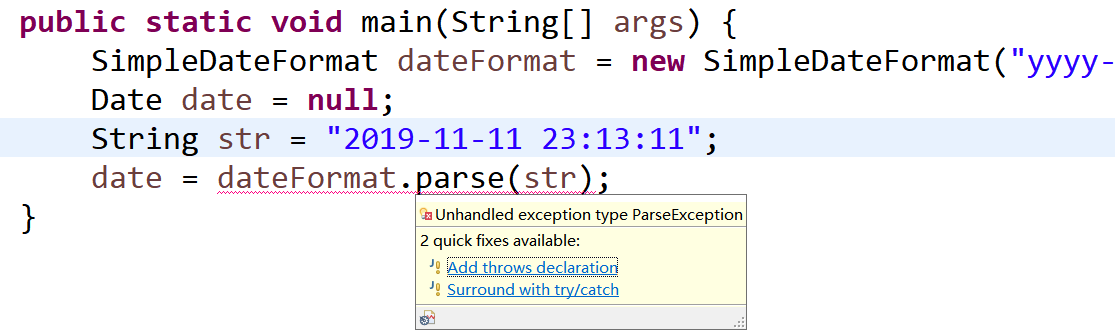 public static void main(String[] args) {
SimpleDateFormat dateFormat = new SimpleDateFormat("yyyy-
Date date = null;
String str = "2019-11-11 23:13:11";
date = dateFormat.parse(str);
}
Unhandled exception type ParseException
2 quick fixes available:
Add throws declaration
Surround with try/catch